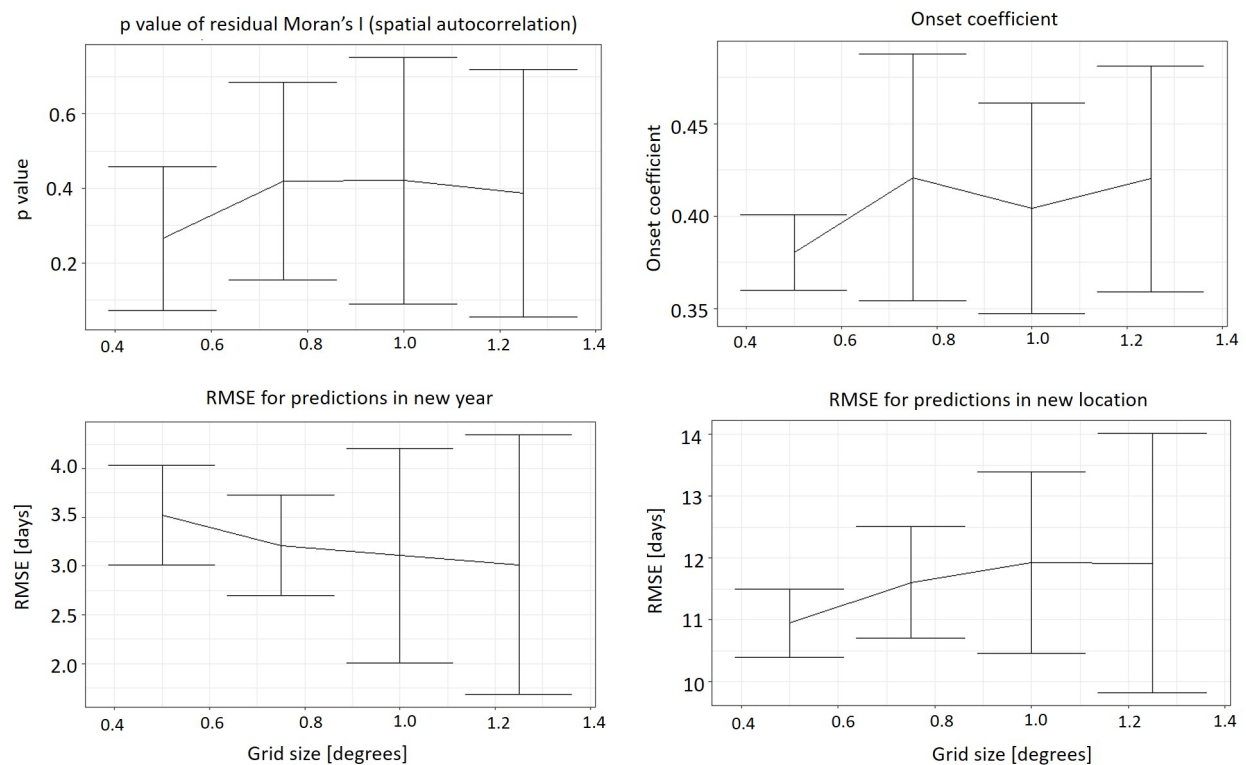 p value of residual Moran’s I (spatial autocorrelation)
p value
0.6
0.4
0.2
0.4 0.6 0.8 1.0 1.2 1.4
Onset coefficient
Onset coefficient
0.45
0.40
0.35
0.4 0.6 0.8 1.0 1.2 1.4
RMSE for predictions in new year
RMSE [days]
4.0
3.5
3.0
2.5
2.0
0.4 0.6 0.8 1.0 1.2 1.4
Grid size [degrees]
RMSE for predictions in new location
RMSE [days]
14
13
12
11
10
0.4 0.6 0.8 1.0 1.2 1.4
Grid size [degrees]